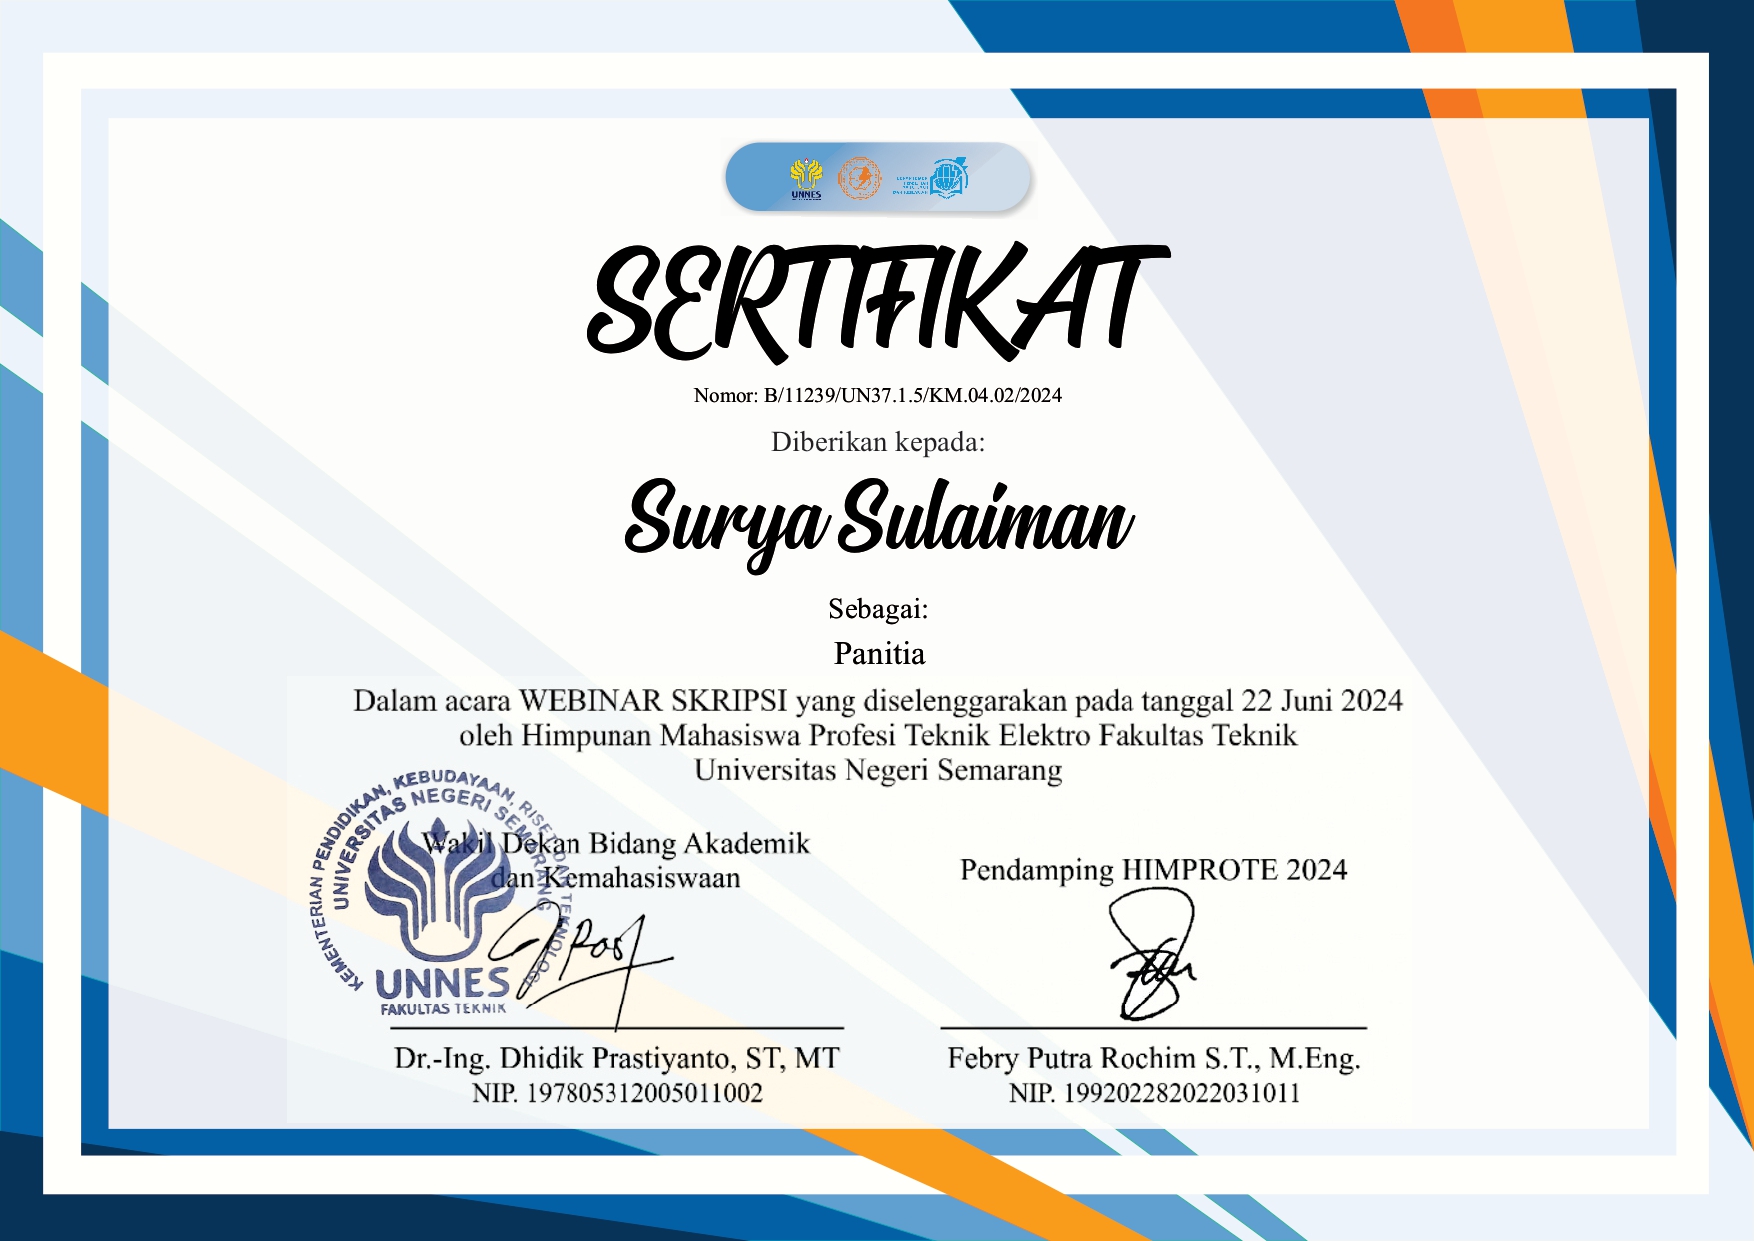 UNNES
SERTIFIKAT
Nomor: B/11239/UN37.1.5/KM.04.02/2024
Diberikan kepada:
Surya Sulaiman
Sebagai:
Panitia
Dalam acara WEBINAR SKRIPSI yang diselenggarakan pada tanggal 22 Juni 2024
oleh Himpunan Mahasiswa Profesi Teknik Elektro Fakultas Teknik
Universitas Negeri Semarang
KEMENTERIAN PENDIDIKAN, KEBUDAYAAN, RISET DAN TEKNOLOGI
UNIVERSITAS NEGERI SEMARANG
UNNES
FAKULTAS TEKNIK
Wakil Dekan Bidang Akademik
dan Kemahasiswaan
Dr.-Ing. Dhidik Prastiyanto, ST, MT
NIP. 197805312005011002
Pendamping HIMPROTE 2024
Febry Putra Rochim S.T., M.Eng.
NIP. 199202282022031011